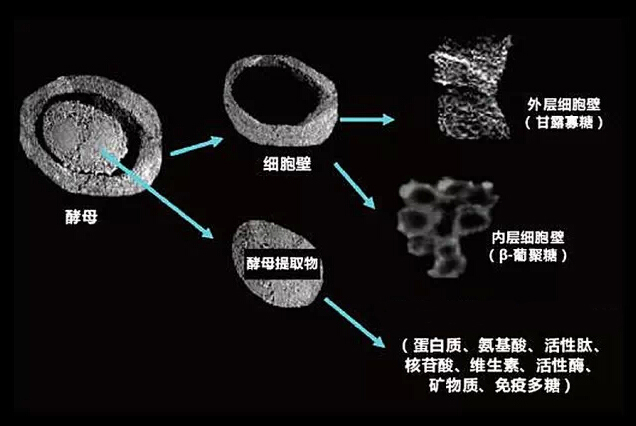 外层细胞壁
（甘露寡糖）
细胞壁
酵母
内层细胞壁
（β-葡聚糖）
酵母提取物
（蛋白质、氨基酸、活性肽、
核苷酸、维生素、活性酶、
矿物质、免疫多糖）